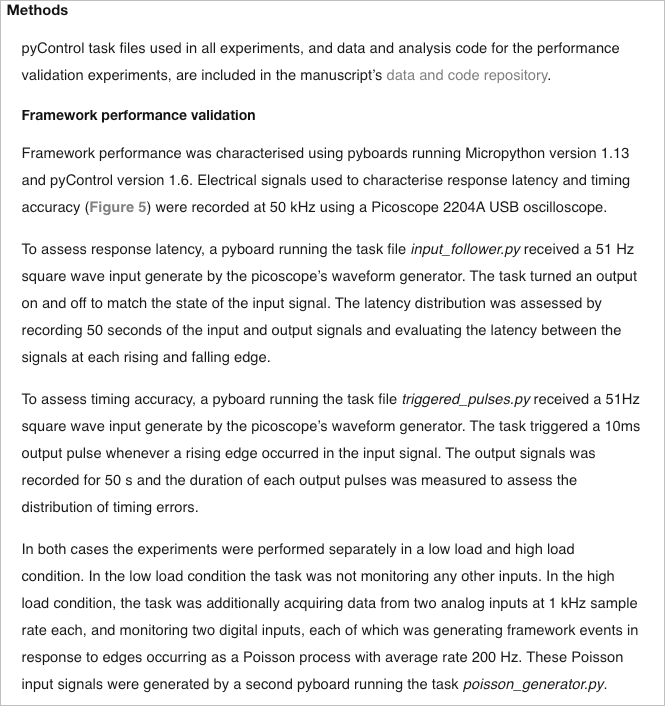 Methods
pyControl task files used in all experiments, and data and analysis code for the performance
validation experiments, are included in the manuscript's data and code repository.
Framework performance validation
Framework performance was characterised using pyboards running Micropython version 1.13
and pyControl version 1.6. Electrical signals used to characterise response latency and timing
accuracy (Figure 5) were recorded at 50 kHz using a Picoscope 2204A USB oscilloscope.
To assess response latency, a pyboard running the task file input_follower.py received a 51 Hz
square wave input generate by the picoscope's waveform generator. The task turned an output
on and off to match the state of the input signal. The latency distribution was assessed by
recording 50 seconds of the input and output signals and evaluating the latency between the
signals at each rising and falling edge.
To assess timing accuracy, a pyboard running the task file triggered_pulses.py received a 51Hz
square wave input generate by the picoscope's waveform generator. The task triggered a 10ms
output pulse whenever a rising edge occurred in the input signal. The output signals was
recorded for 50 s and the duration of each output pulses was measured to assess the
distribution of timing errors.
In both cases the experiments were performed separately in a low load and high load
condition. In the low load condition the task was not monitoring any other inputs. In the high
load condition, the task was additionally acquiring data from two analog inputs at 1 kHz sample
rate each, and monitoring two digital inputs, each of which was generating framework events in
response to edges occurring as a Poisson process with average rate 200 Hz. These Poisson
input signals were generated by a second pyboard running the task poisson_generator.py.